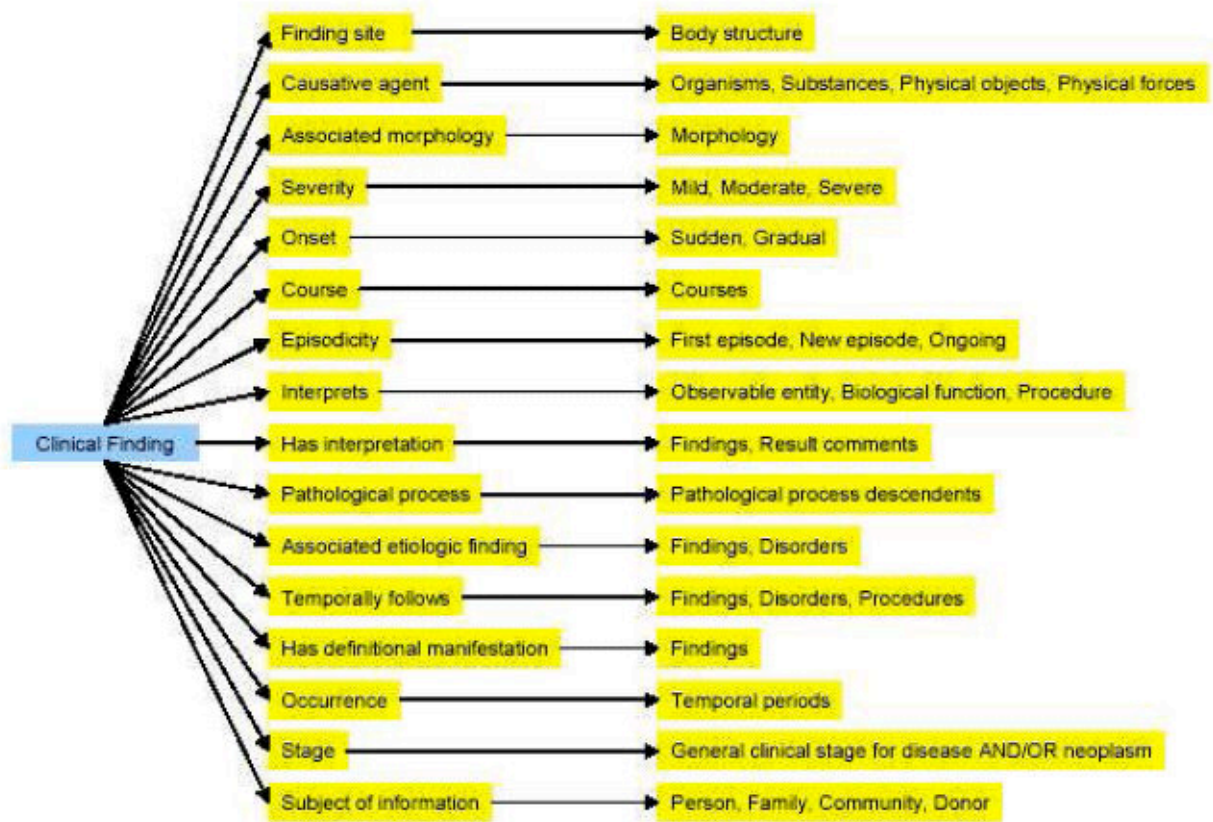 Finding site
Body structure
Causative agent
Organisms, Substances, Physical objects, Physical forces
Associated morphology
Morphology
Severity
Mild, Moderate, Severe
Onset
Sudden, Gradual
Course
Courses
Episodicity
First episode, New episode, Ongoing
Interprets
Observable entity, Biological function, Procedure
Clinical Finding
Has interpretation
Findings, Result comments
Pathological process
Pathological process descendents
Associated etiologic finding
Findings, Disorders
Temporally follows
Findings, Disorders, Procedures
Has definitional manifestation
Findings
Occurrence
Temporal periods
Stage
General clinical stage for disease AND/OR neoplasm
Subject of information
Person, Family, Community, Donor